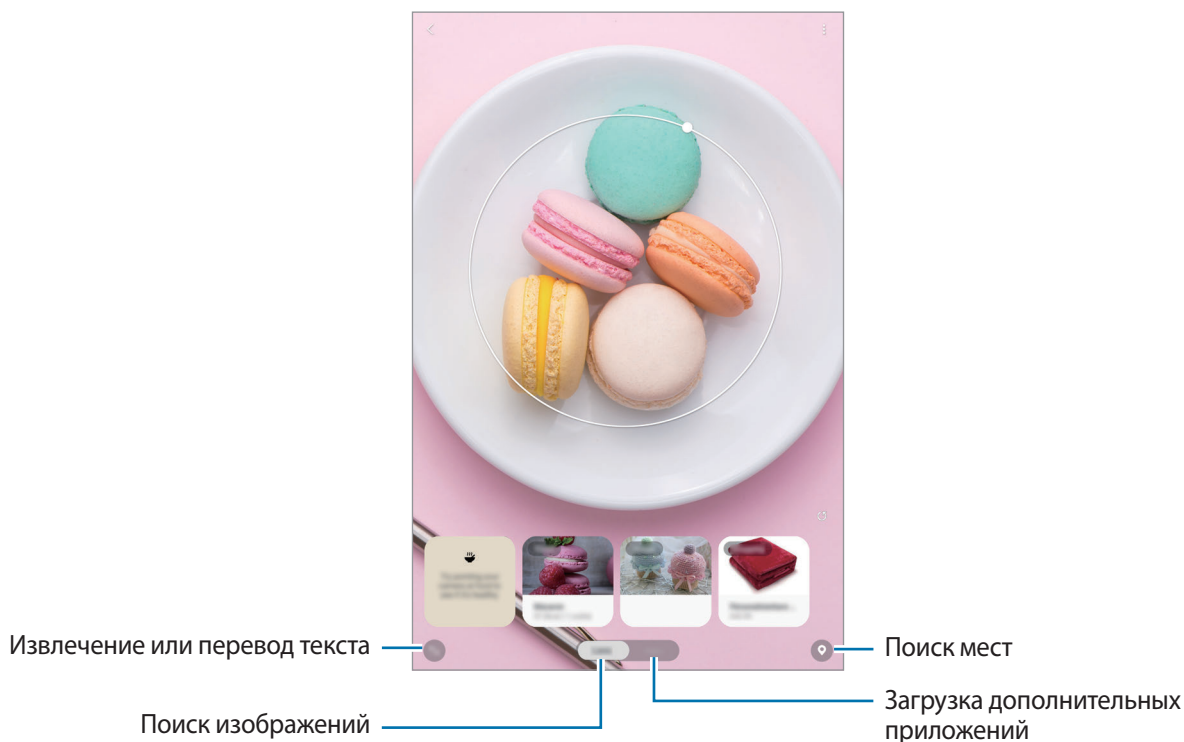 Извлечение или перевод текста
Поиск мест
Поиск изображений
Загрузка дополнительных
приложений